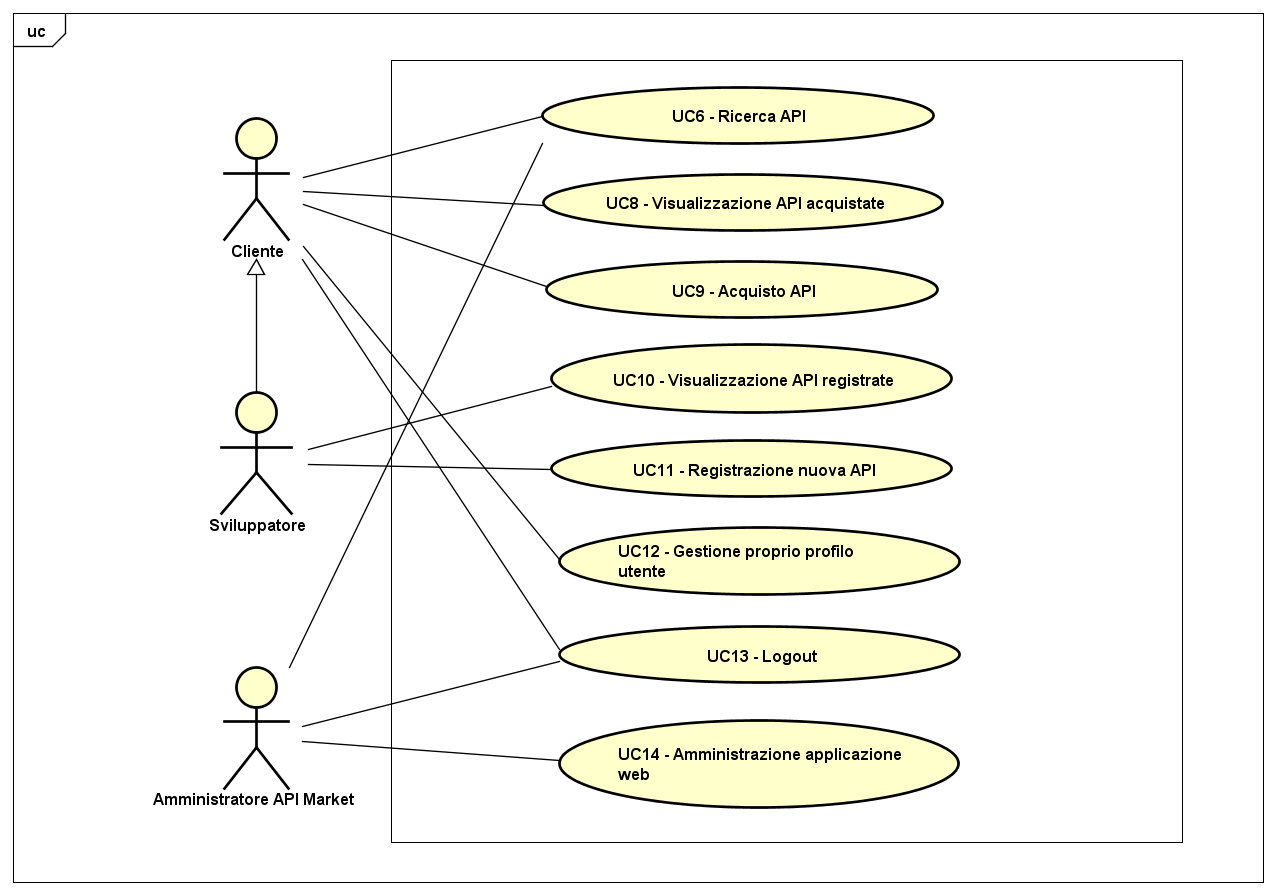 uc
UC6 - Ricerca API
UC8 - Visualizzazione API acquistate
Cliente
UC9 - Acquisto API
UC10 - Visualizzazione API registrate
UC11 - Registrazione nuova API
Sviluppatore
UC12 - Gestione proprio profilo
utente
UC13 - Logout
UC14 - Amministrazione applicazione
web
Amministratore API Market